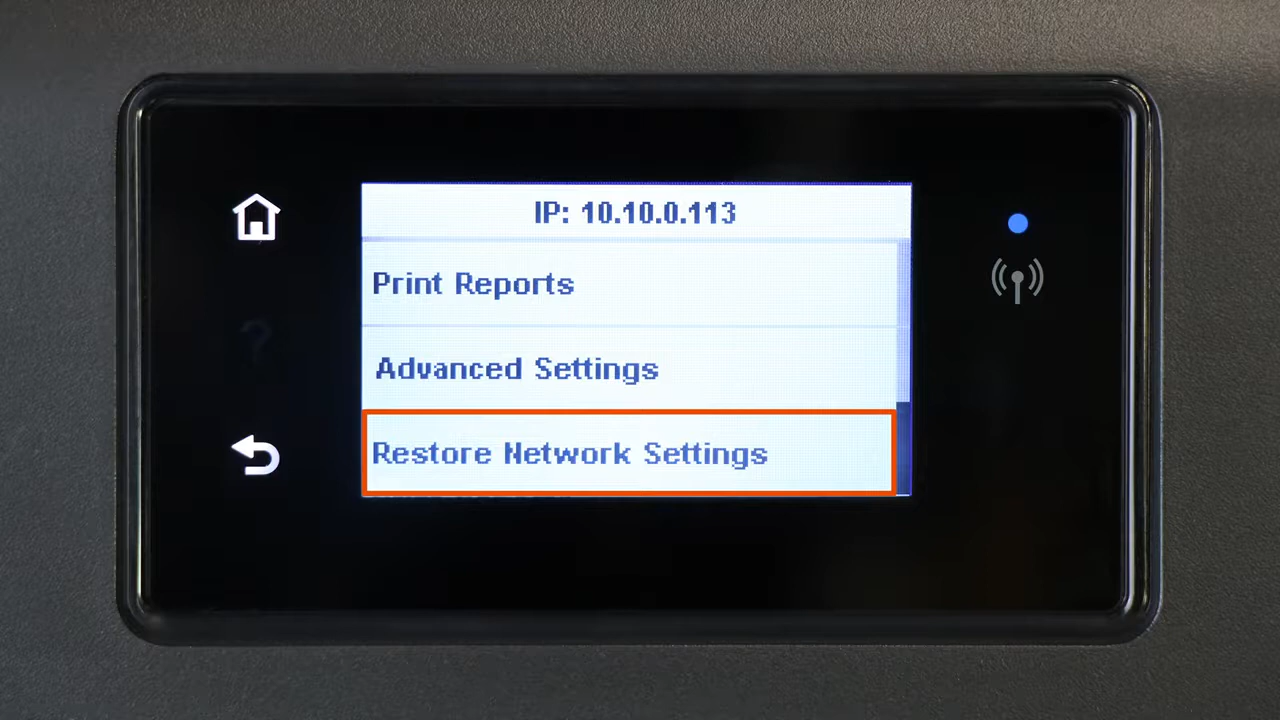 IP: 10.10.0.113
Print Reports
Advanced Settings
Restore Network Settings